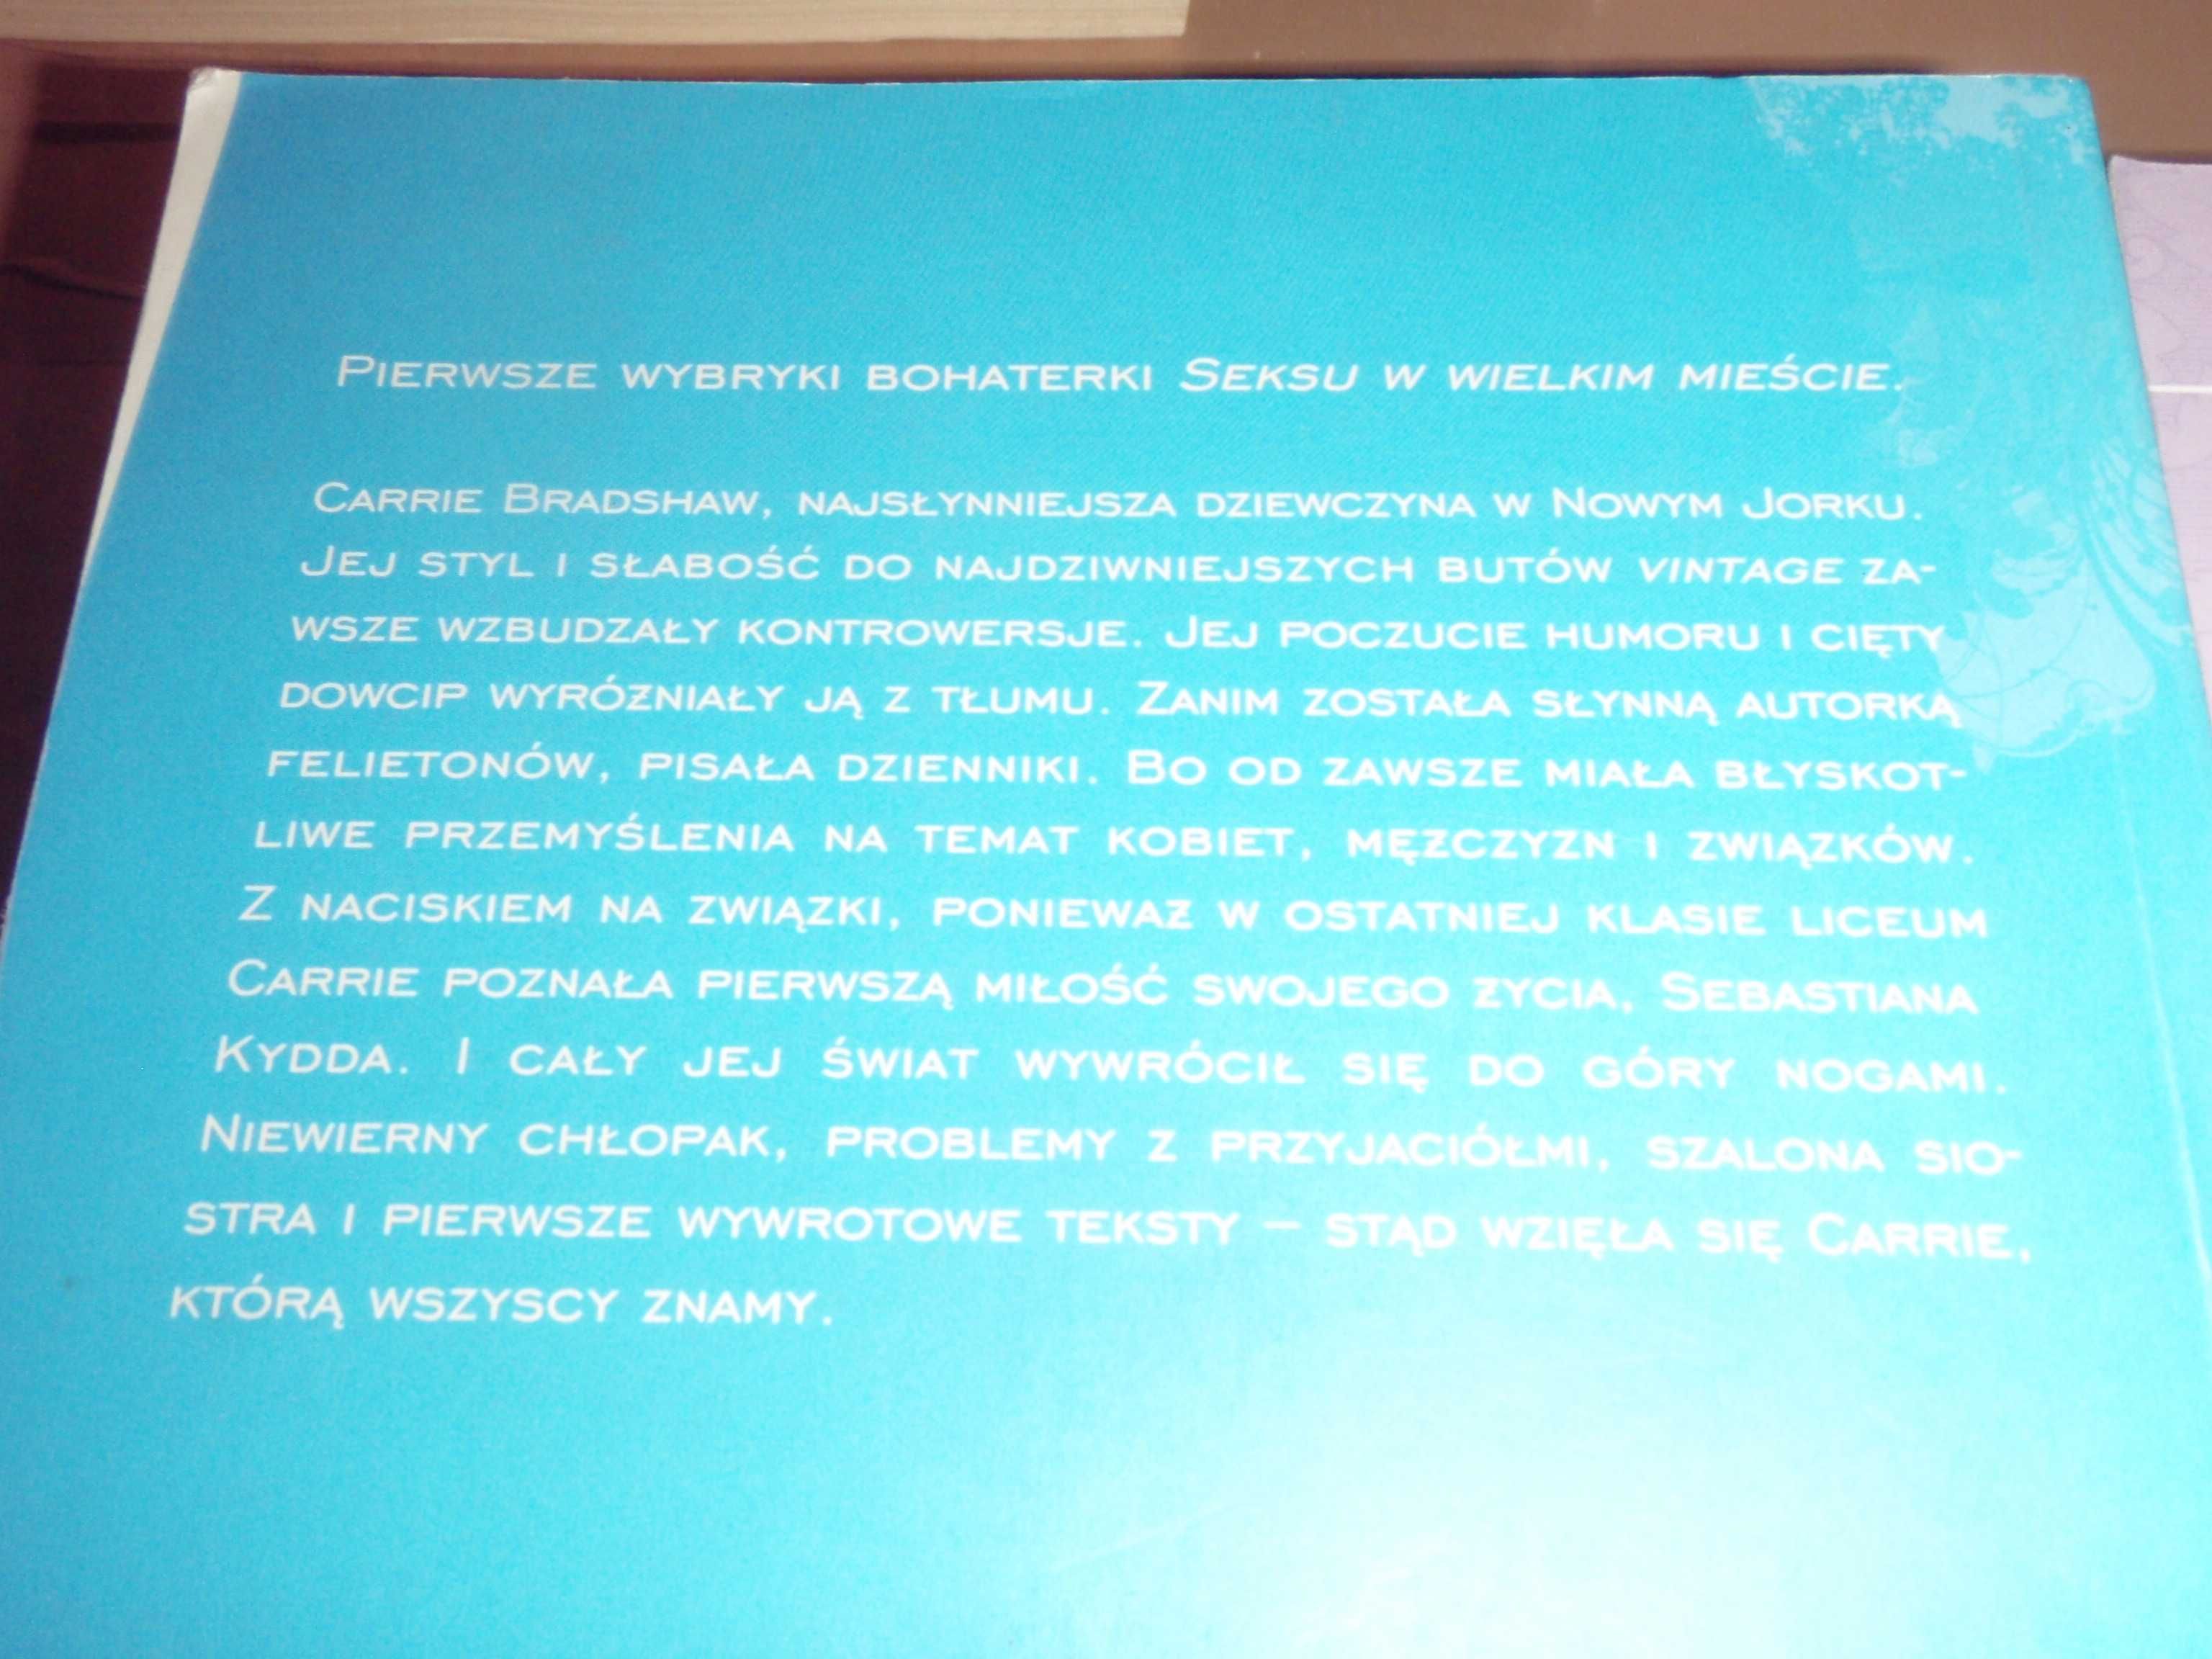 Pierwsze wybryki bohaterki Seksu w wielkim mieście.
Carrie Bradshaw, najsłynniejsza dziewczyna w Nowym Jorku.
Jej styl i słabość do najdziwniejszych butów vintage za-
wsze wzbudzały kontrowersje. Jej poczucie humoru i cięty
dowcip wyróżniały ją z tłumu. Zanim została słynną autorką
felietonów, pisała dzienniki. Bo od zawsze miała błyskot-
liwe przemyślenia na temat kobiet, mężczyzn i związków.
Z naciskiem na związki, ponieważ w ostatniej klasie liceum
Carrie poznała pierwszą miłość swojego życia, Sebastiana
Kydda. I cały jej świat wywrócił się do góry nogami.
Niewierny chłopak, problemy z przyjaciółmi, szalona sio-
stra i pierwsze wywrotowe teksty – stąd wzięła się Carrie,
którą wszyscy znamy.